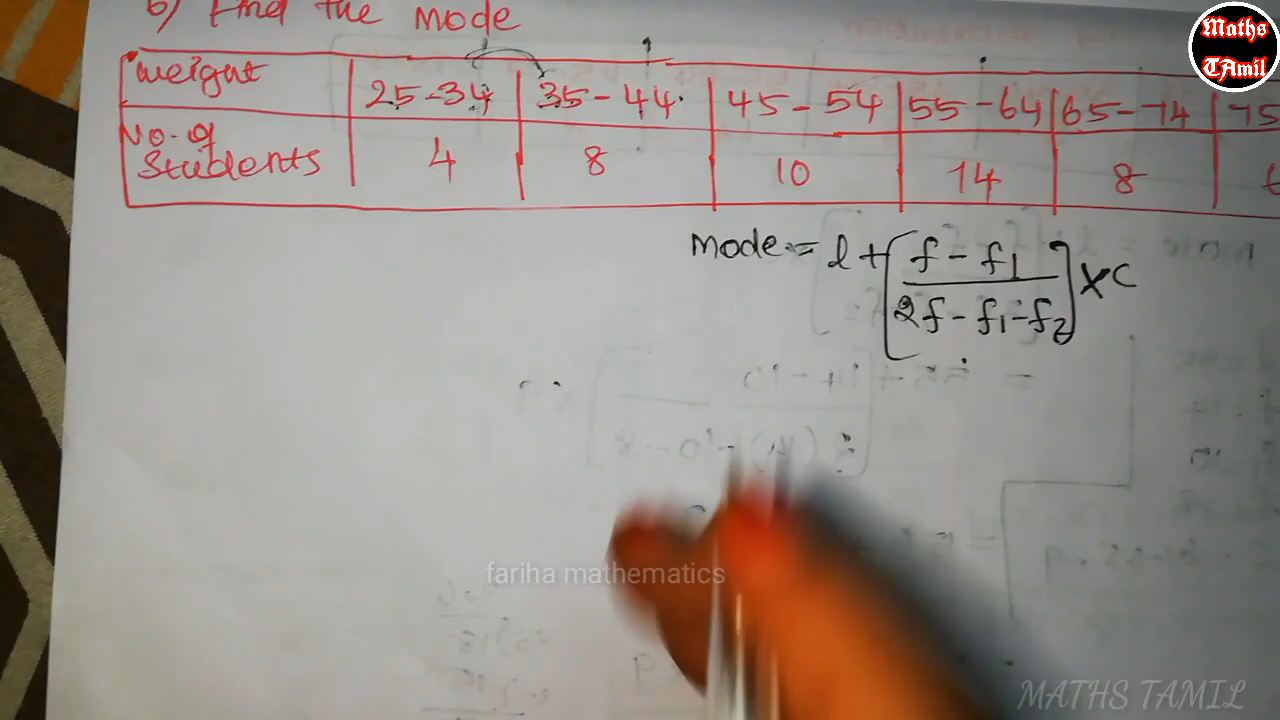 b) Find the mode
Weight 25-34 35-44 45-54 55-64 65-74 75
No. of Students 4 8 10 14 8
Mode = l + [ f - f1 / 2f - f1 - f2 ] x c
fariha mathematics
Maths TAmil
MATHS TAMIL